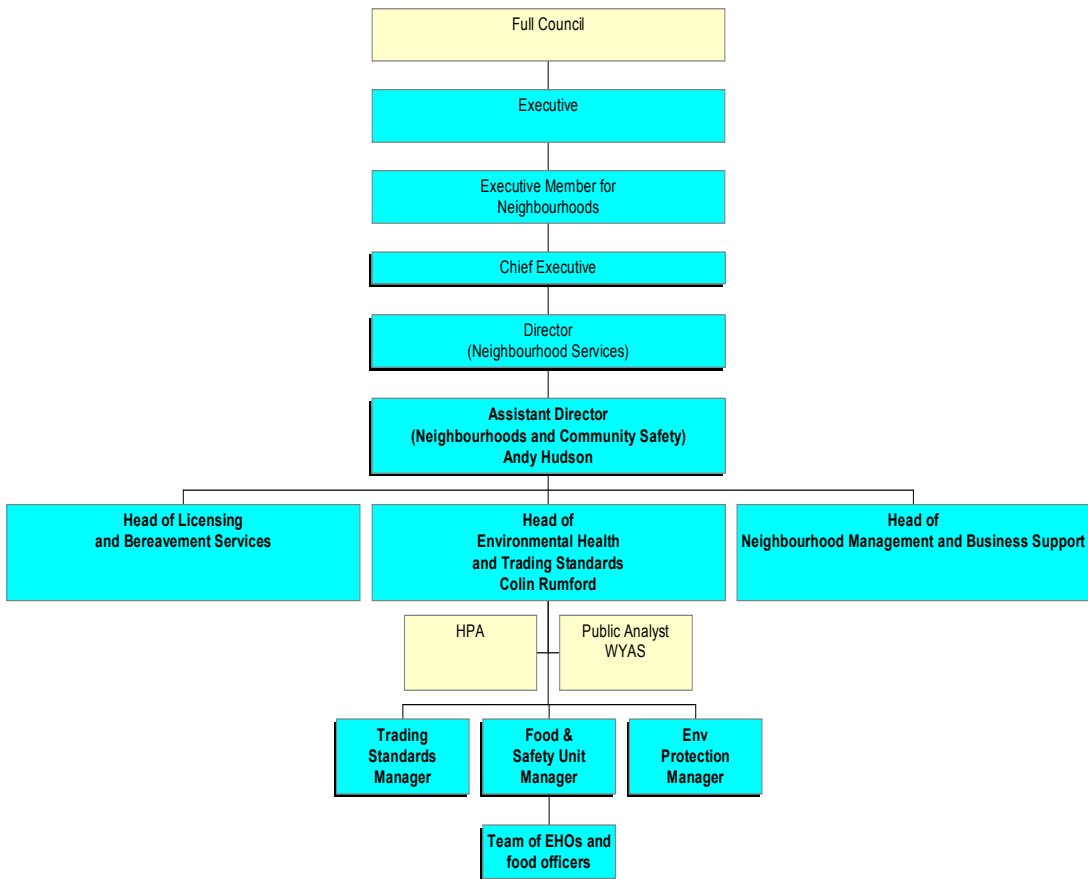 Full Council
Executive
Executive Member for
Neighbourhoods
Chief Executive
Director
(Neighbourhood Services)
Assistant Director
(Neighbourhoods and Community Safety)
Andy Hudson
Head of Licensing
and Bereavement Services
Head of
Environmental Health
and Trading Standards
Colin Rumford
Head of
Neighbourhood Management and Business Support
HPA
Public Analyst
WYAS
Trading
Standards
Manager
Food &
Safety Unit
Manager
Env
Protection
Manager
Team of EHOs and
food officers